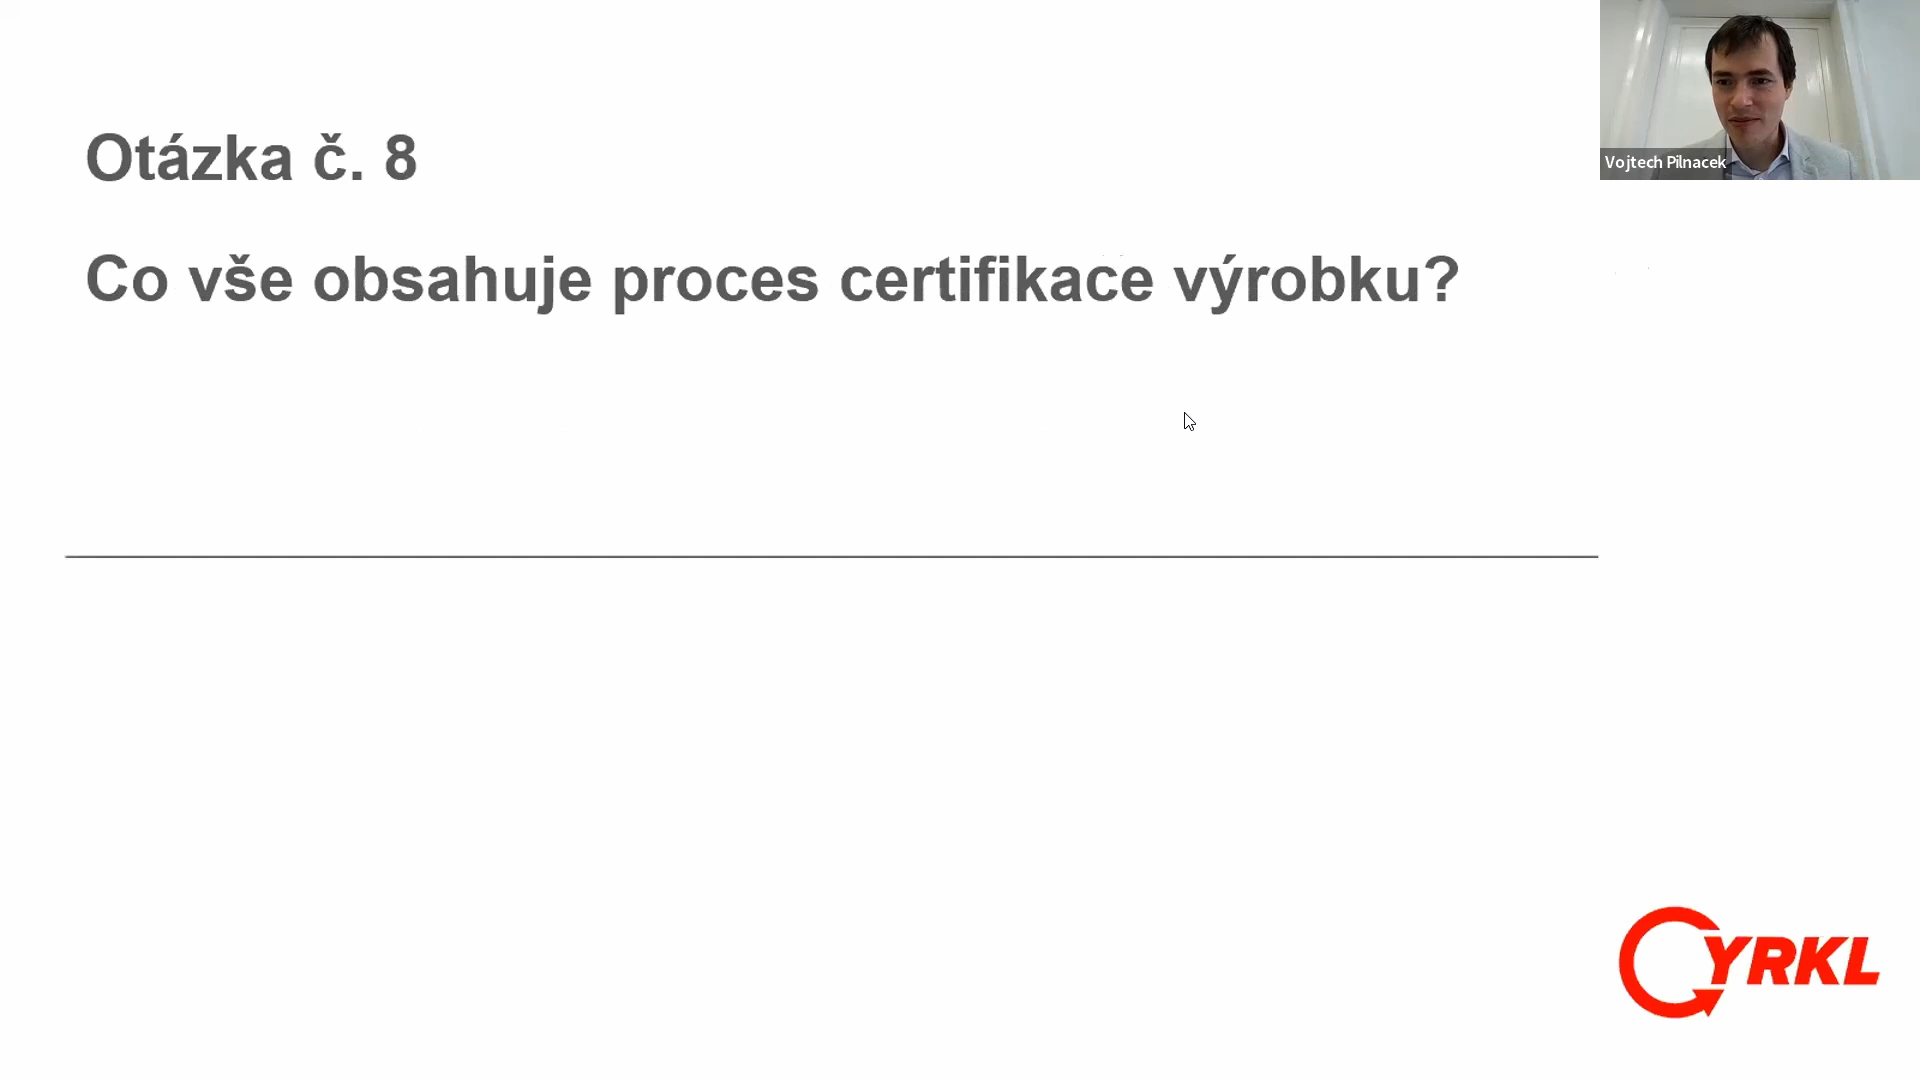 Otázka č. 8
Co vše obsahuje proces certifikace výrobku?
Vojtech Pilnacek
CYRKL